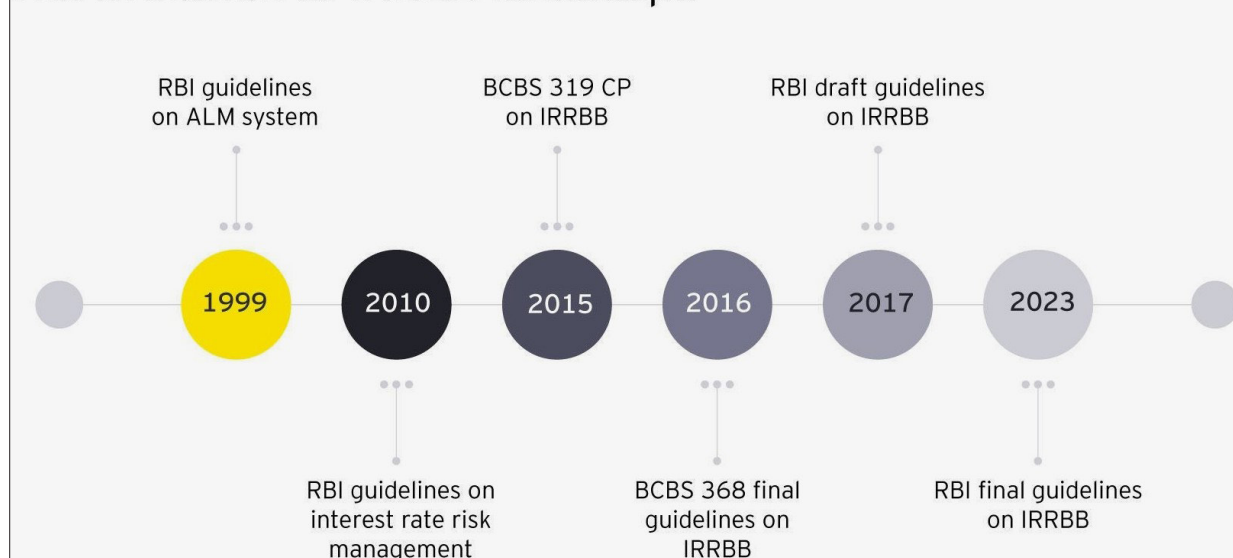 RBI guidelines
on ALM system
BCBS 319 CP
on IRRBB
RBI draft guidelines
on IRRBB
1999
2010
2015
2016
2017
2023
RBI guidelines on
interest rate risk
management
BCBS 368 final
guidelines on
IRRBB
RBI final guidelines
on IRRBB